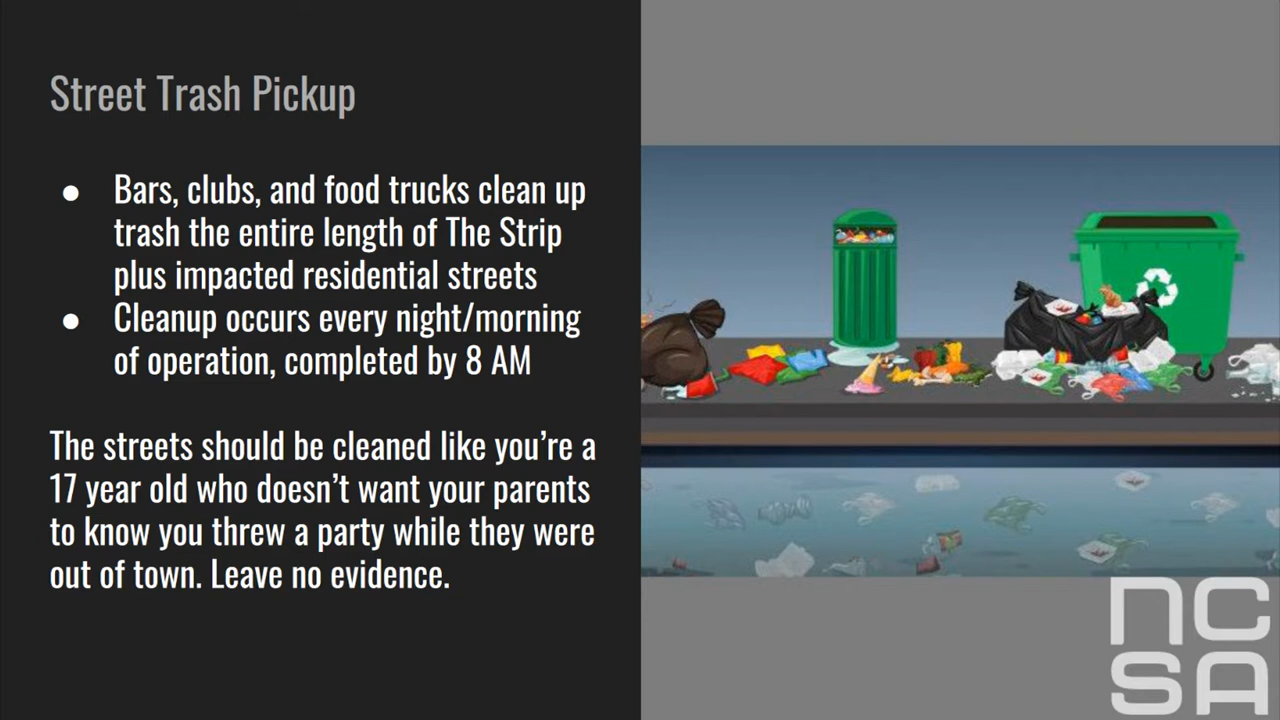 Street Trash Pickup
● Bars, clubs, and food trucks clean up
trash the entire length of The Strip
plus impacted residential streets
● Cleanup occurs every night/morning
of operation, completed by 8 AM
The streets should be cleaned like you’re a
17 year old who doesn’t want your parents
to know you threw a party while they were
out of town. Leave no evidence.
NC
SA